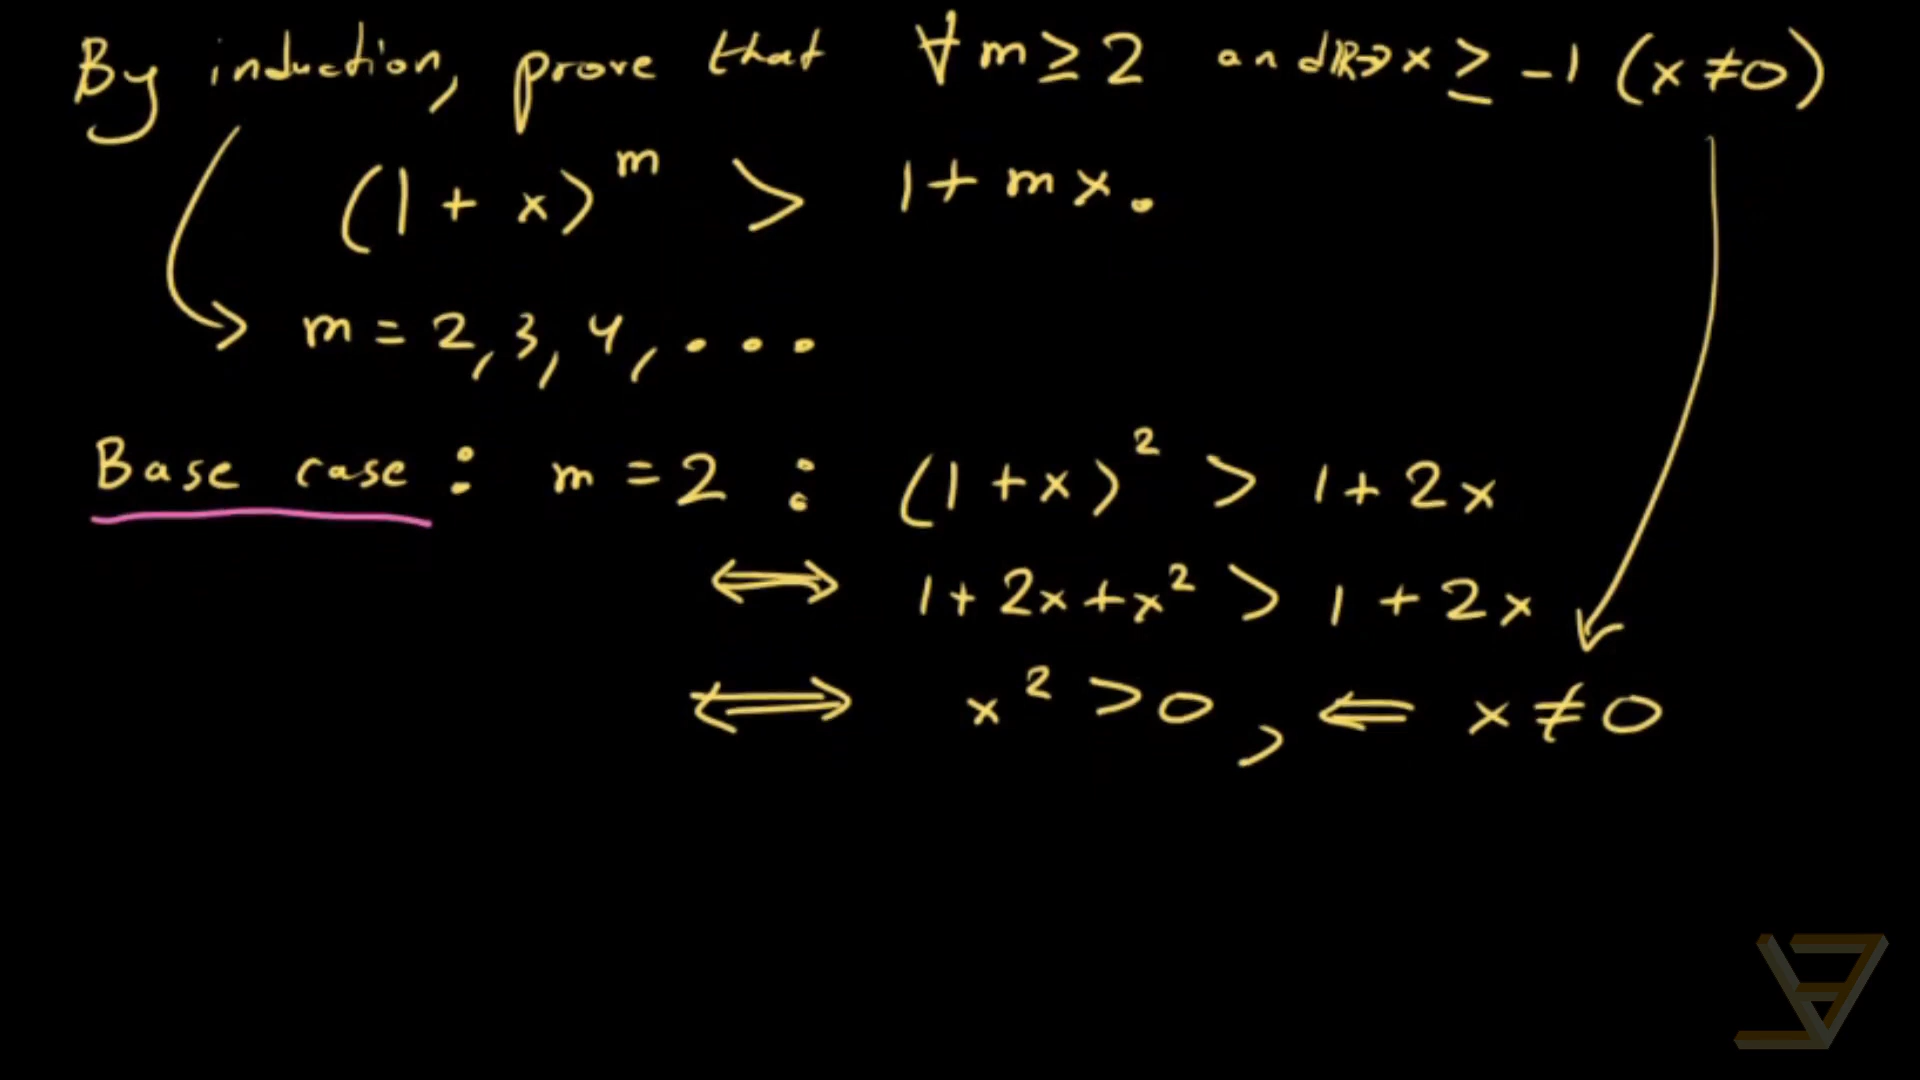 By induction, prove that ∀ m ≥ 2 and ℝ∋x ≥ -1 (x ≠ 0)
(1 + x)^m > 1 + mx.
m = 2, 3, 4, ...
Base case : m = 2 : (1 + x)^2 > 1 + 2x
⟺ 1 + 2x + x^2 > 1 + 2x
⟺ x^2 > 0, ⟸ x ≠ 0